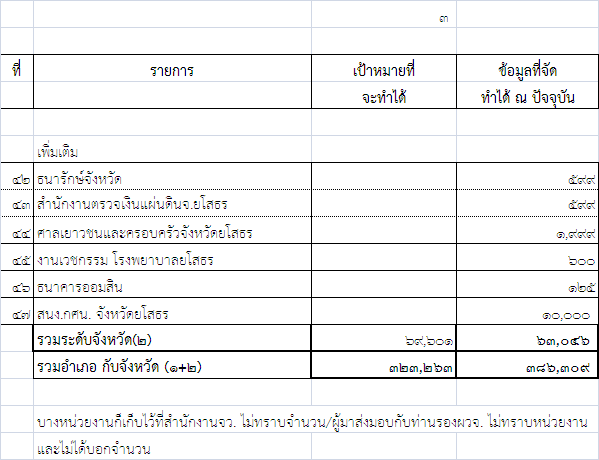 ๓
ที่ รายการ เป้าหมายที่ ข้อมูลที่จัด
จะทำได้ ทำได้ ณ ปัจจุบัน
เพิ่มเติม
๔๒ ธนารักษ์จังหวัด ๕๙๙
๔๓ สำนักงานตรวจเงินแผ่นดินจ.ยโสธร ๕๙๙
๔๔ ศาลเยาวชนและครอบครัวจังหวัดยโสธร ๑,๙๙๙
๔๕ งานเวชกรรม โรงพยาบาลยโสธร ๖๐๐
๔๖ ธนาคารออมสิน ๑๒๕
๔๗ สนง.กศน. จังหวัดยโสธร ๑๐,๐๐๐
รวมระดับจังหวัด(๒) ๖๙,๖๐๑ ๖๓,๐๔๖
รวมอำเภอ กับจังหวัด (๑+๒) ๓๒๓,๒๖๓ ๓๘๖,๓๐๙
บางหน่วยงานก็เก็บไว้ที่สำนักงานจว. ไม่ทราบจำนวน/ผู้มาส่งมอบกับท่านรองผวจ. ไม่ทราบหน่วยงาน
และไม่ได้บอกจำนวน